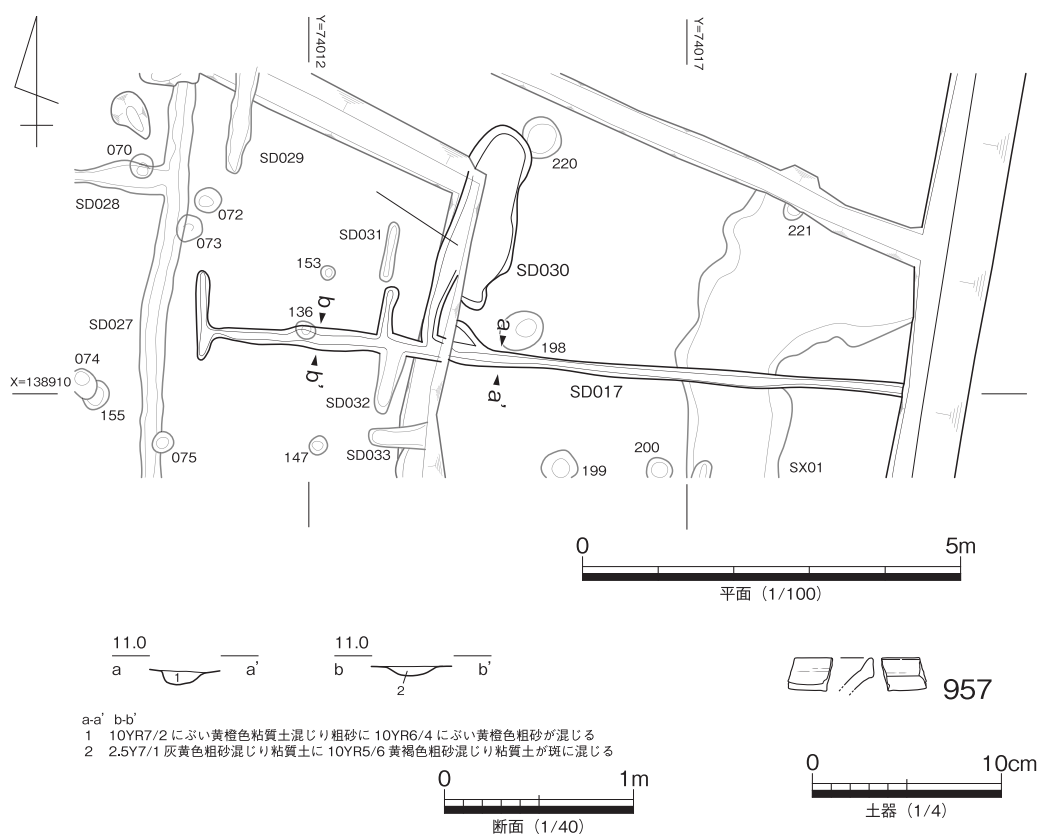 Y=74012
Y=74017
070
SD029
220
SD028
072
221
073
SD031
153
SD030
136
b
SD027
a
198
074
X=138910
b'
SD032
a'
SD017
155
075
147
SD033
200
199
SX01
0 5m
平面（1/100）
11.0
a a'
1
11.0
b b'
2
957
a-a' b-b'
1 10YR7/2 にぶい黄橙色粘質土混じり粗砂に 10YR6/4 にぶい黄橙色粗砂が混じる
2 2.5Y7/1 灰黄色粗砂混じり粘質土に 10YR5/6 黄褐色粗砂混じり粘質土が斑に混じる
0 1m
断面（1/40）
0 10cm
土器（1/4）